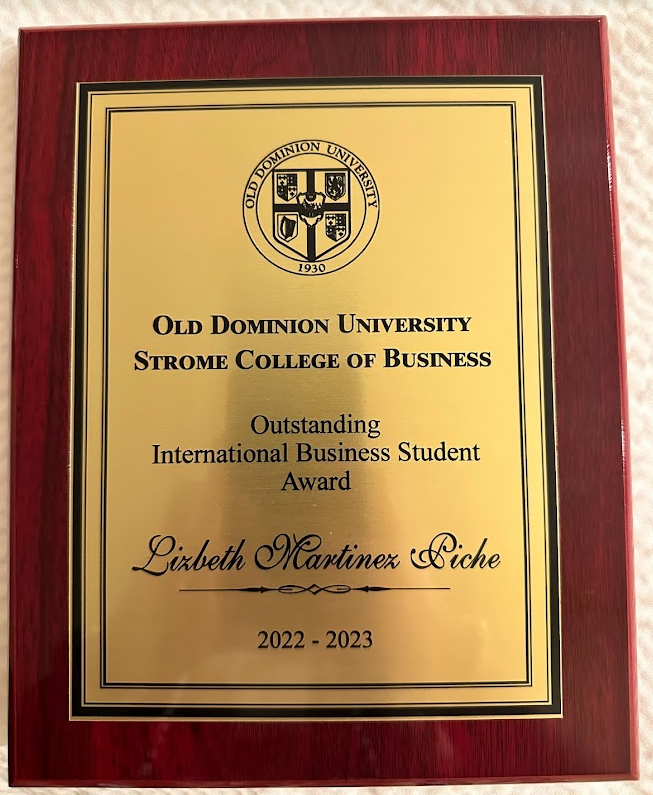 OLD DOMINION UNIVERSITY
1930
OLD DOMINION UNIVERSITY
STROME COLLEGE OF BUSINESS
Outstanding
International Business Student
Award
Lizbeth Martinez Piche
2022 - 2023